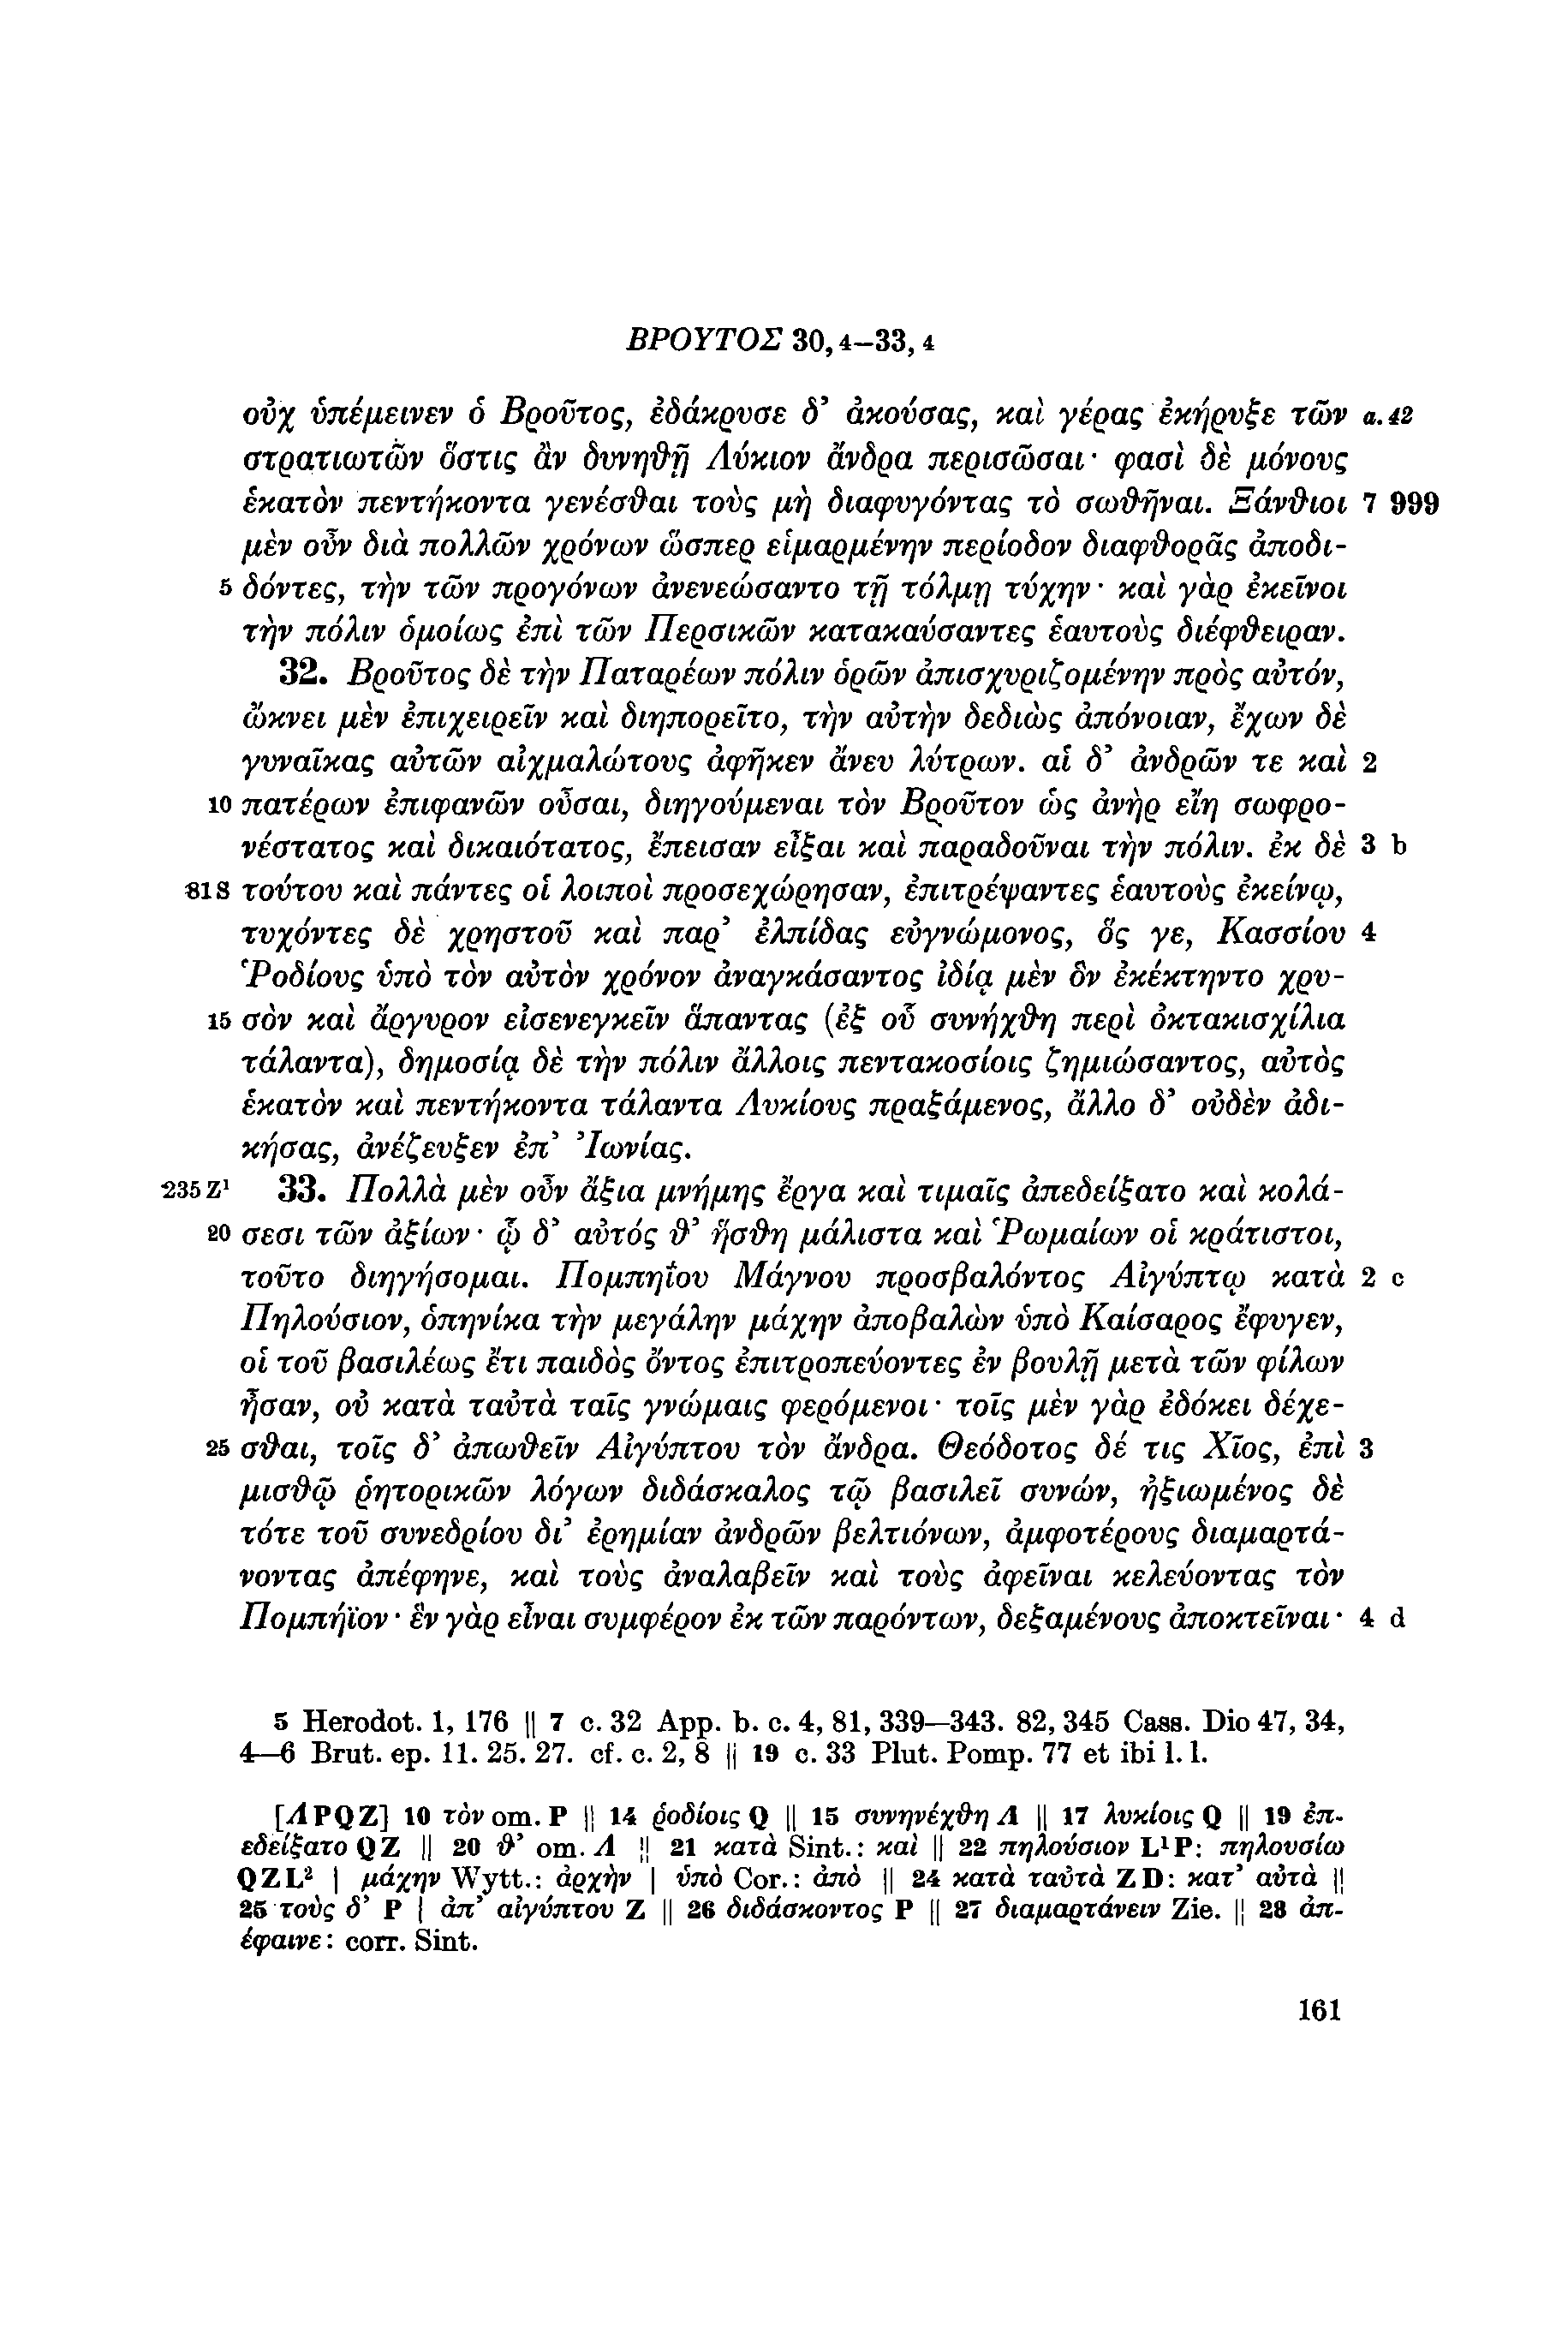 ΒΡΟΥΤΟΣ 30,4–33,4
οὐχ ὑπέμεινεν ὁ Βροῦτος, ἐδάκρυσε δ’ ἀκούσας, καὶ γέρας ἐκήρυξε τῶν a. 42
στρατιωτῶν ὅστις ἂν δυνηθῇ Λύκιον ἄνδρα περισῶσαι· φασὶ δὲ μόνους
ἑκατὸν πεντήκοντα γενέσθαι τοὺς μὴ διαφυγόντας τὸ σωθῆναι. Ξάνθιοι 7 999
μὲν οὖν διὰ πολλῶν χρόνων ὥσπερ εἱμαρμένην περίοδον διαφθορᾶς ἀποδι-
5 δόντες, τὴν τῶν προγόνων ἀνενεώσαντο τῇ τόλμῃ τύχην· καὶ γὰρ ἐκεῖνοι
τὴν πόλιν ὁμοίως ἐπὶ τῶν Περσικῶν κατακαύσαντες ἑαυτοὺς διέφθειραν.
32. Βροῦτος δὲ τὴν Παταρέων πόλιν ὁρῶν ἀπισχυριζομένην πρὸς αὐτόν,
ὤκνει μὲν ἐπιχειρεῖν καὶ διηπορεῖτο, τὴν αὐτὴν δεδιὼς ἀπόνοιαν, ἔχων δὲ
γυναῖκας αὐτῶν αἰχμαλώτους ἀφῆκεν ἄνευ λύτρων. αἱ δ’ ἀνδρῶν τε καὶ 2
10 πατέρων ἐπιφανῶν οὖσαι, διηγούμεναι τὸν Βροῦτον ὡς ἀνὴρ εἴη σωφρο-
νέστατος καὶ δικαιότατος, ἔπεισαν εἶξαι καὶ παραδοῦναι τὴν πόλιν. ἐκ δὲ 3 b
818 τούτου καὶ πάντες οἱ λοιποὶ προσεχώρησαν, ἐπιτρέψαντες ἑαυτοὺς ἐκείνῳ,
τυχόντες δὲ χρηστοῦ καὶ παρ’ ἐλπίδας εὐγνώμονος, ὅς γε, Κασσίου 4
Ῥοδίους ὑπὸ τὸν αὐτὸν χρόνον ἀναγκάσαντος ἰδίᾳ μὲν ὃν ἐκέκτηντο χρυ-
15 σὸν καὶ ἄργυρον εἰσενεγκεῖν ἅπαντας (ἐξ οὗ συνήχθη περὶ ὀκτακισχίλια
τάλαντα), δημοσίᾳ δὲ τὴν πόλιν ἄλλοις πεντακοσίοις ζημιώσαντος, αὐτὸς
ἑκατὸν καὶ πεντήκοντα τάλαντα Λυκίους πραξάμενος, ἄλλο δ’ οὐδὲν ἀδι-
κήσας, ἀνέζευξεν ἐπ’ Ἰωνίας.
235 Z¹ 33. Πολλὰ μὲν οὖν ἄξια μνήμης ἔργα καὶ τιμαῖς ἀπεδείξατο καὶ κολά-
20 σεσι τῶν ἀξίων· ᾧ δ’ αὐτός θ’ ἥσθη μάλιστα καὶ Ῥωμαίων οἱ κράτιστοι,
τοῦτο διηγήσομαι. Πομπηΐου Μάγνου προσβαλόντος Αἰγύπτῳ κατὰ 2 c
Πηλούσιον, ὁπηνίκα τὴν μεγάλην μάχην ἀποβαλὼν ὑπὸ Καίσαρος ἔφυγεν,
οἱ τοῦ βασιλέως ἔτι παιδὸς ὄντος ἐπιτροπεύοντες ἐν βουλῇ μετὰ τῶν φίλων
ἦσαν, οὐ κατὰ ταὐτὰ ταῖς γνώμαις φερόμενοι· τοῖς μὲν γὰρ ἐδόκει δέχε-
25 σθαι, τοῖς δ’ ἀπωθεῖν Αἰγύπτου τὸν ἄνδρα. Θεόδοτος δέ τις Χῖος, ἐπὶ 3
μισθῷ ῥητορικῶν λόγων διδάσκαλος τῷ βασιλεῖ συνών, ἠξιωμένος δὲ
τότε τοῦ συνεδρίου δι’ ἐρημίαν ἀνδρῶν βελτιόνων, ἀμφοτέρους διαμαρτά-
νοντας ἀπέφηνε, καὶ τοὺς ἀναλαβεῖν καὶ τοὺς ἀφεῖναι κελεύοντας τὸν
Πομπήϊον· ἓν γὰρ εἶναι συμφέρον ἐκ τῶν παρόντων, δεξαμένους ἀποκτεῖναι· 4 d
5 Herodot. 1, 176 || 7 c. 32 App. b. c. 4, 81, 339—343. 82, 345 Cass. Dio 47, 34,
4—6 Brut. ep. 11. 25. 27. cf. c. 2, 8 || 19 c. 33 Plut. Pomp. 77 et ibi l. l.
[ΛPQZ] 10 τὸν om. P || 14 ῥοδίοις Q || 15 συνηνέχθη Λ || 17 λυκίοις Q || 19 ἐπ-
εδείξατο QZ || 20 θ’ om. Λ || 21 κατὰ Sint.: καὶ || 22 πηλούσιον L¹P: πηλουσίω
QZL² | μάχην Wytt.: ἀρχὴν | ὑπὸ Cor.: ἀπὸ || 24 κατὰ ταὐτὰ ZD: κατ’ αὐτὰ ||
25 τοὺς δ’ P | ἀπ’ αἰγύπτου Z || 26 διδάσκοντος P || 27 διαμαρτάνειν Zie. || 28 ἀπ-
έφαινε: corr. Sint.
161